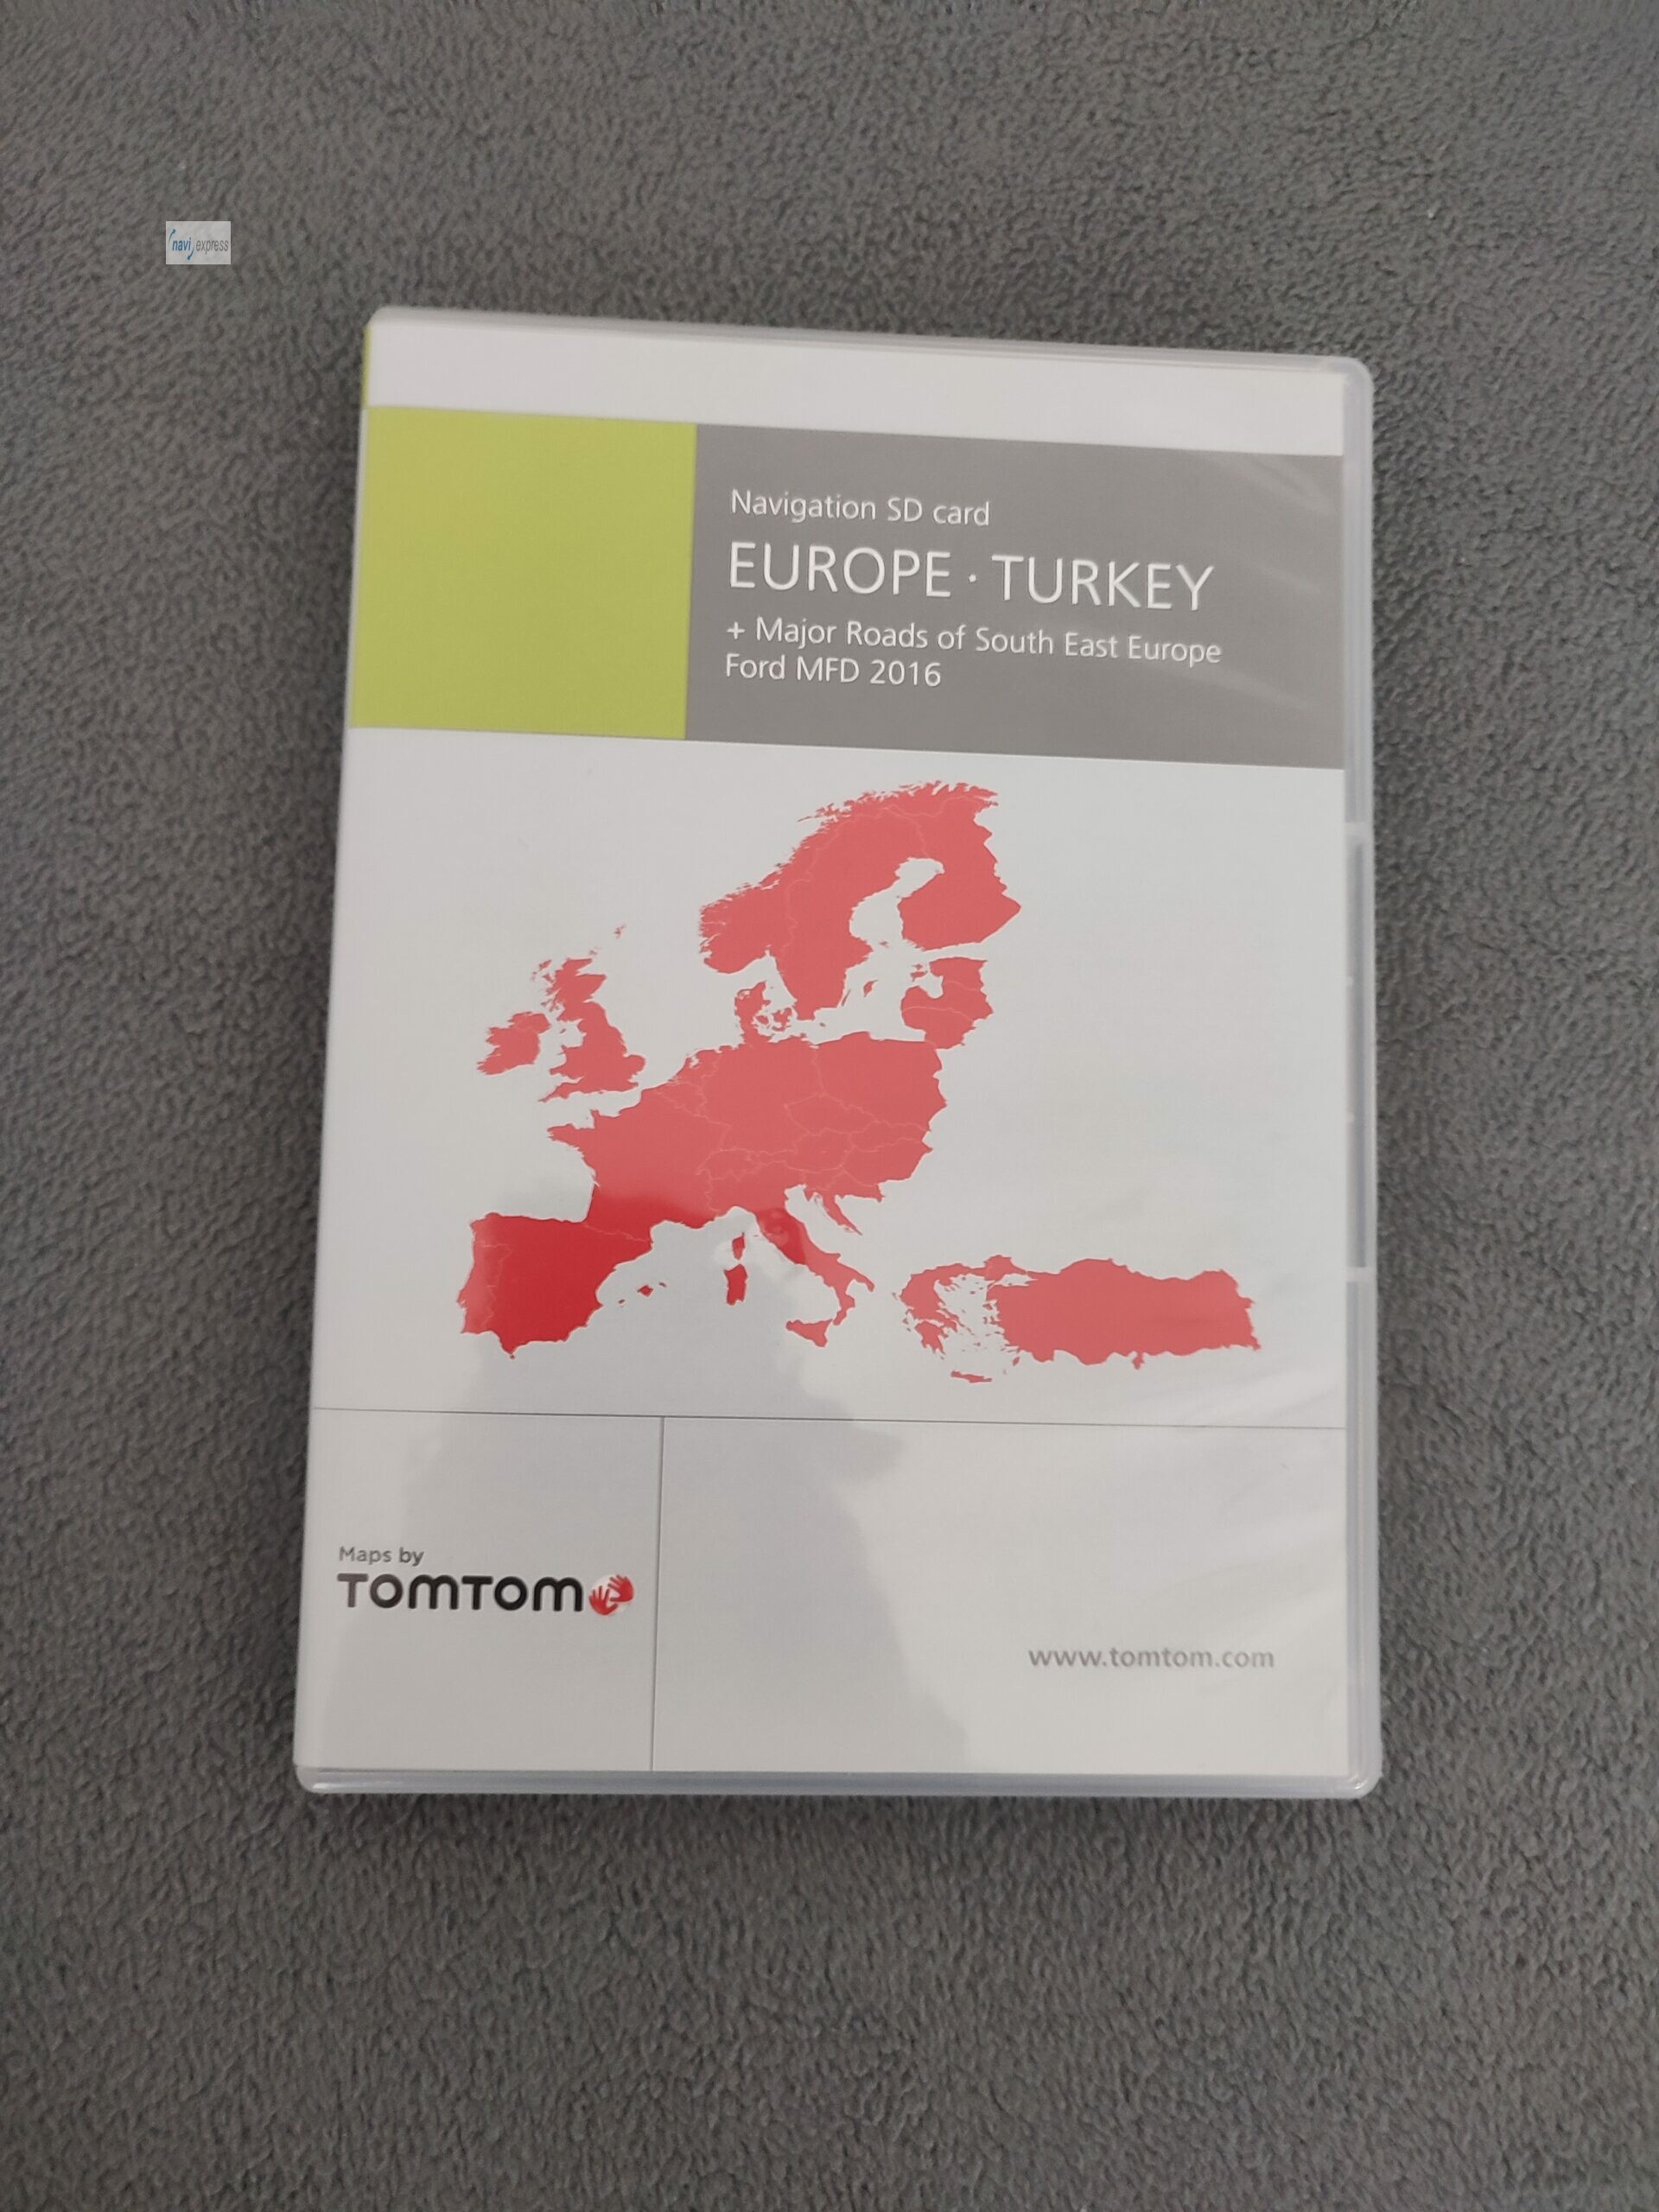 navi express
Navigation SD card
EUROPE · TURKEY
+ Major Roads of South East Europe
Ford MFD 2016
Maps by
TOMTOM
www.tomtom.com